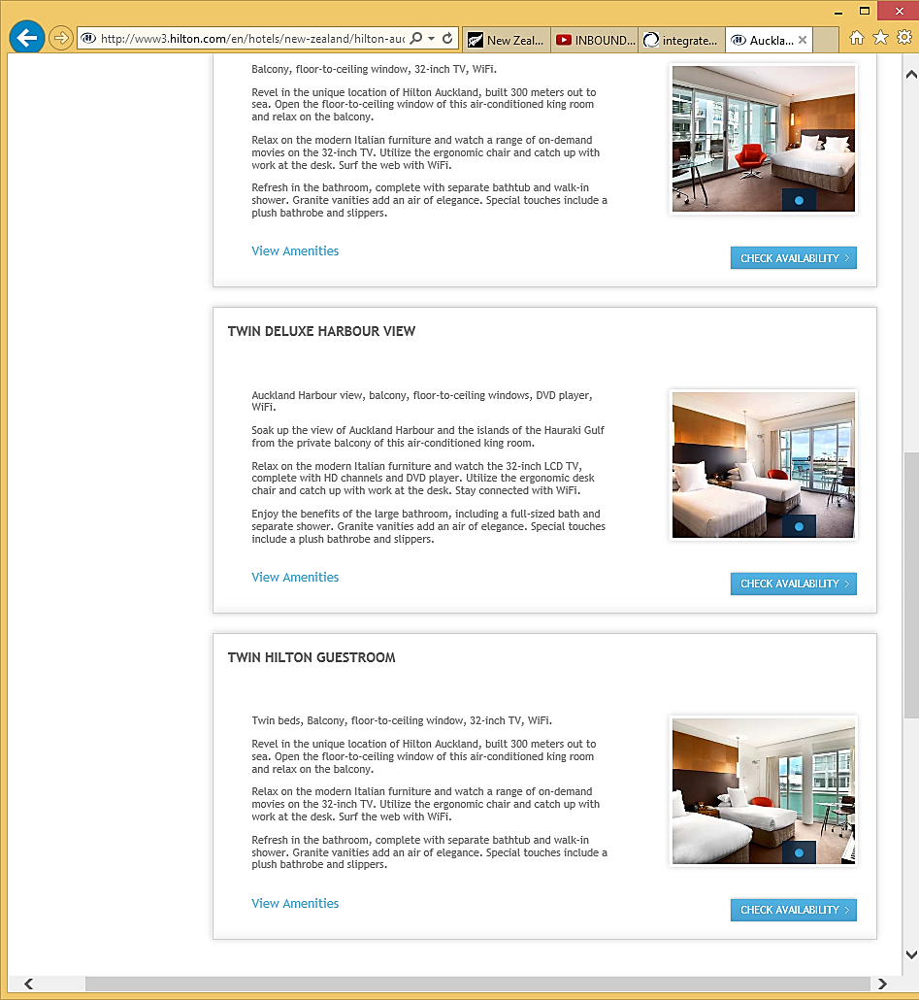 http://www3.hilton.com/en/hotels/new-zealand/hilton-auc
New Zeal...
INBOUND...
integrate...
Auckla...
Balcony, floor-to-ceiling window, 32-inch TV, WiFi.
Revel in the unique location of Hilton Auckland, built 300 meters out to
sea. Open the floor-to-ceiling window of this air-conditioned king room
and relax on the balcony.
Relax on the modern Italian furniture and watch a range of on-demand
movies on the 32-inch TV. Utilize the ergonomic chair and catch up with
work at the desk. Surf the web with WiFi.
Refresh in the bathroom, complete with separate bathtub and walk-in
shower. Granite vanities add an air of elegance. Special touches include a
plush bathrobe and slippers.
View Amenities
CHECK AVAILABILITY
TWIN DELUXE HARBOUR VIEW
Auckland Harbour view, balcony, floor-to-ceiling windows, DVD player,
WiFi.
Soak up the view of Auckland Harbour and the islands of the Hauraki Gulf
from the private balcony of this air-conditioned king room.
Relax on the modern Italian furniture and watch the 32-inch LCD TV,
complete with HD channels and DVD player. Utilize the ergonomic desk
chair and catch up with work at the desk. Stay connected with WiFi.
Enjoy the benefits of the large bathroom, including a full-sized bath and
separate shower. Granite vanities add an air of elegance. Special touches
include a plush bathrobe and slippers.
View Amenities
CHECK AVAILABILITY
TWIN HILTON GUESTROOM
Twin beds, Balcony, floor-to-ceiling window, 32-inch TV, WiFi.
Revel in the unique location of Hilton Auckland, built 300 meters out to
sea. Open the floor-to-ceiling window of this air-conditioned king room
and relax on the balcony.
Relax on the modern Italian furniture and watch a range of on-demand
movies on the 32-inch TV. Utilize the ergonomic chair and catch up with
work at the desk. Surf the web with WiFi.
Refresh in the bathroom, complete with separate bathtub and walk-in
shower. Granite vanities add an air of elegance. Special touches include a
plush bathrobe and slippers.
View Amenities
CHECK AVAILABILITY